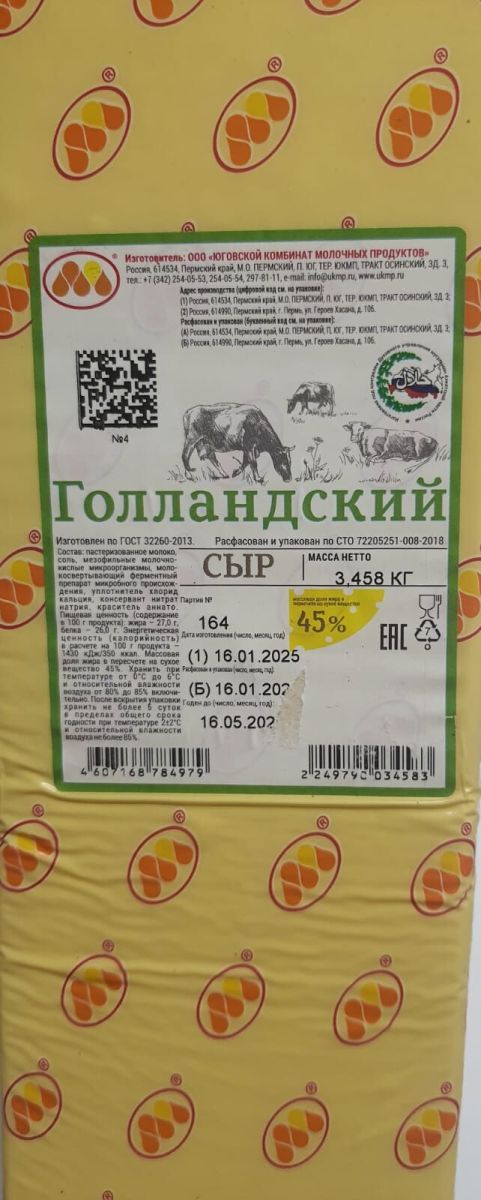 Изготовитель: ООО «ЮГОВСКОЙ КОМБИНАТ МОЛОЧНЫХ ПРОДУКТОВ»
Россия, 614534, Пермский край, М.О. ПЕРМСКИЙ, П. ЮГ, ТЕР. ЮКМП, ТРАКТ ОСИНСКИЙ, ЗД. 3,
тел.: +7 (342) 254-05-53, 254-05-54, 297-81-11, e-mail: info@ukmp.ru, www.ukmp.ru
Адрес производства (цифровой код см. на упаковке):
(1) Россия, 614534, Пермский край, М.О. ПЕРМСКИЙ, П. ЮГ, ТЕР. ЮКМП, ТРАКТ ОСИНСКИЙ, ЗД. 3;
(2) Россия, 614990, Пермский край, г. Пермь, ул. Героев Хасана, д. 106.
Расфасован и упакован (буквенный код см. на упаковке):
(А) Россия, 614534, Пермский край, М.О. ПЕРМСКИЙ, П. ЮГ, ТЕР. ЮКМП, ТРАКТ ОСИНСКИЙ, ЗД. 3;
(Б) Россия, 614990, Пермский край, г. Пермь, ул. Героев Хасана, д. 106.
№4
Голландский
Изготовлен по ГОСТ 32260-2013. Расфасован и упакован по СТО 72205251-008-2018
СЫР
МАССА НЕТТО
3,458 КГ
Состав: пастеризованное молоко,
соль, мезофильные молочно-
кислые микроорганизмы, моло-
косвертывающий ферментный
препарат микробного происхож-
дения, уплотнитель хлорид
кальция, консервант нитрат
натрия, краситель аннато.
Пищевая ценность (содержание
в 100 г продукта): жира – 27,0 г,
белка – 26,0 г. Энергетическая
ценность (калорийность)
в расчете на 100 г продукта –
1430 кДж/350 ккал. Массовая
доля жира в пересчете на сухое
вещество 45%. Хранить при
температуре от 0°С до 6°С
и относительной влажности
воздуха от 80% до 85% включи-
тельно. После вскрытия упаковки
хранить не более 5 суток
в пределах общего срока
годности при температуре 2±2°С
и относительной влажности
воздуха не более 85%.
Партия №
164
Дата изготовления (число, месяц, год)
(1) 16.01.2025
Расфасован и упакован (число, месяц, год)
(Б) 16.01.202
Годен до (число, месяц, год):
16.05.202
массовая доля жира в
пересчете на сухое вещество
45%
ЕАС
7
4 607168 784979
2 24979C 034583